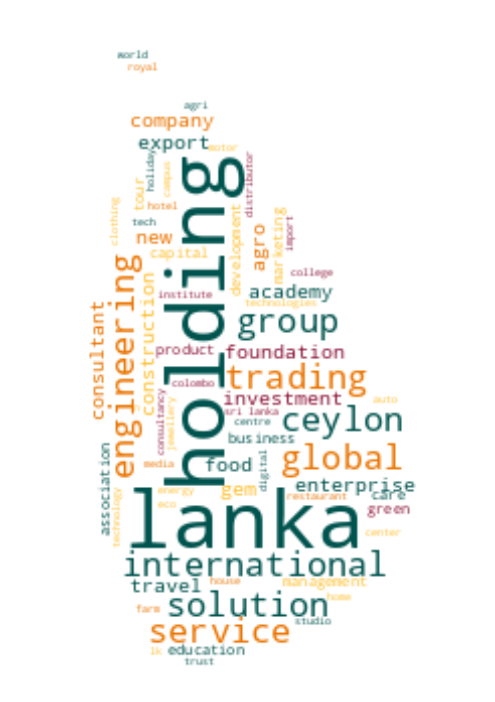 world
royal
agri
company
export
motor
holiday
campus
distributor
holding
tour
hotel
clothing
tech
new
capital
development
agro
marketing
import
college
institute
academy
technologies
engineering
construction
consultant
group
product
foundation
colombo
trading
investment
auto
consultancy
jewellery
sri lanka
centre
ceylon
business
media
food
digital
global
association
technology
energy
eco
gem
enterprise
restaurant
care
green
lanka
center
international
travel
house
management
farm
solution
home
studio
service
lk
education
trust